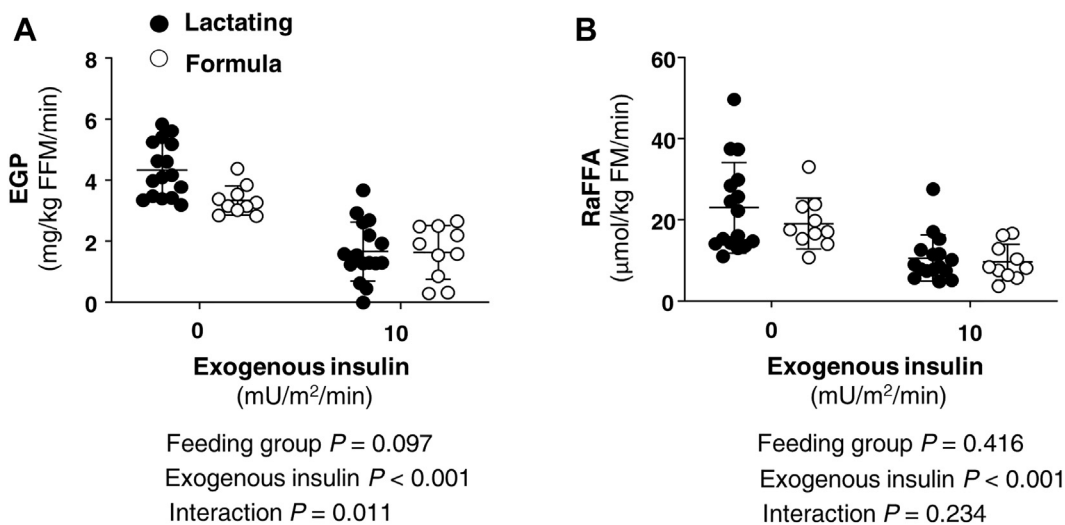 A
Lactating
Formula
EGP
(mg/kg FFM/min)
8
6
4
2
0
0
10
Exogenous insulin
(mU/m²/min)
Feeding group P = 0.097
Exogenous insulin P < 0.001
Interaction P = 0.011
B
RaFFA
(µmol/kg FM/min)
60
40
20
0
0
10
Exogenous insulin
(mU/m²/min)
Feeding group P = 0.416
Exogenous insulin P < 0.001
Interaction P = 0.234